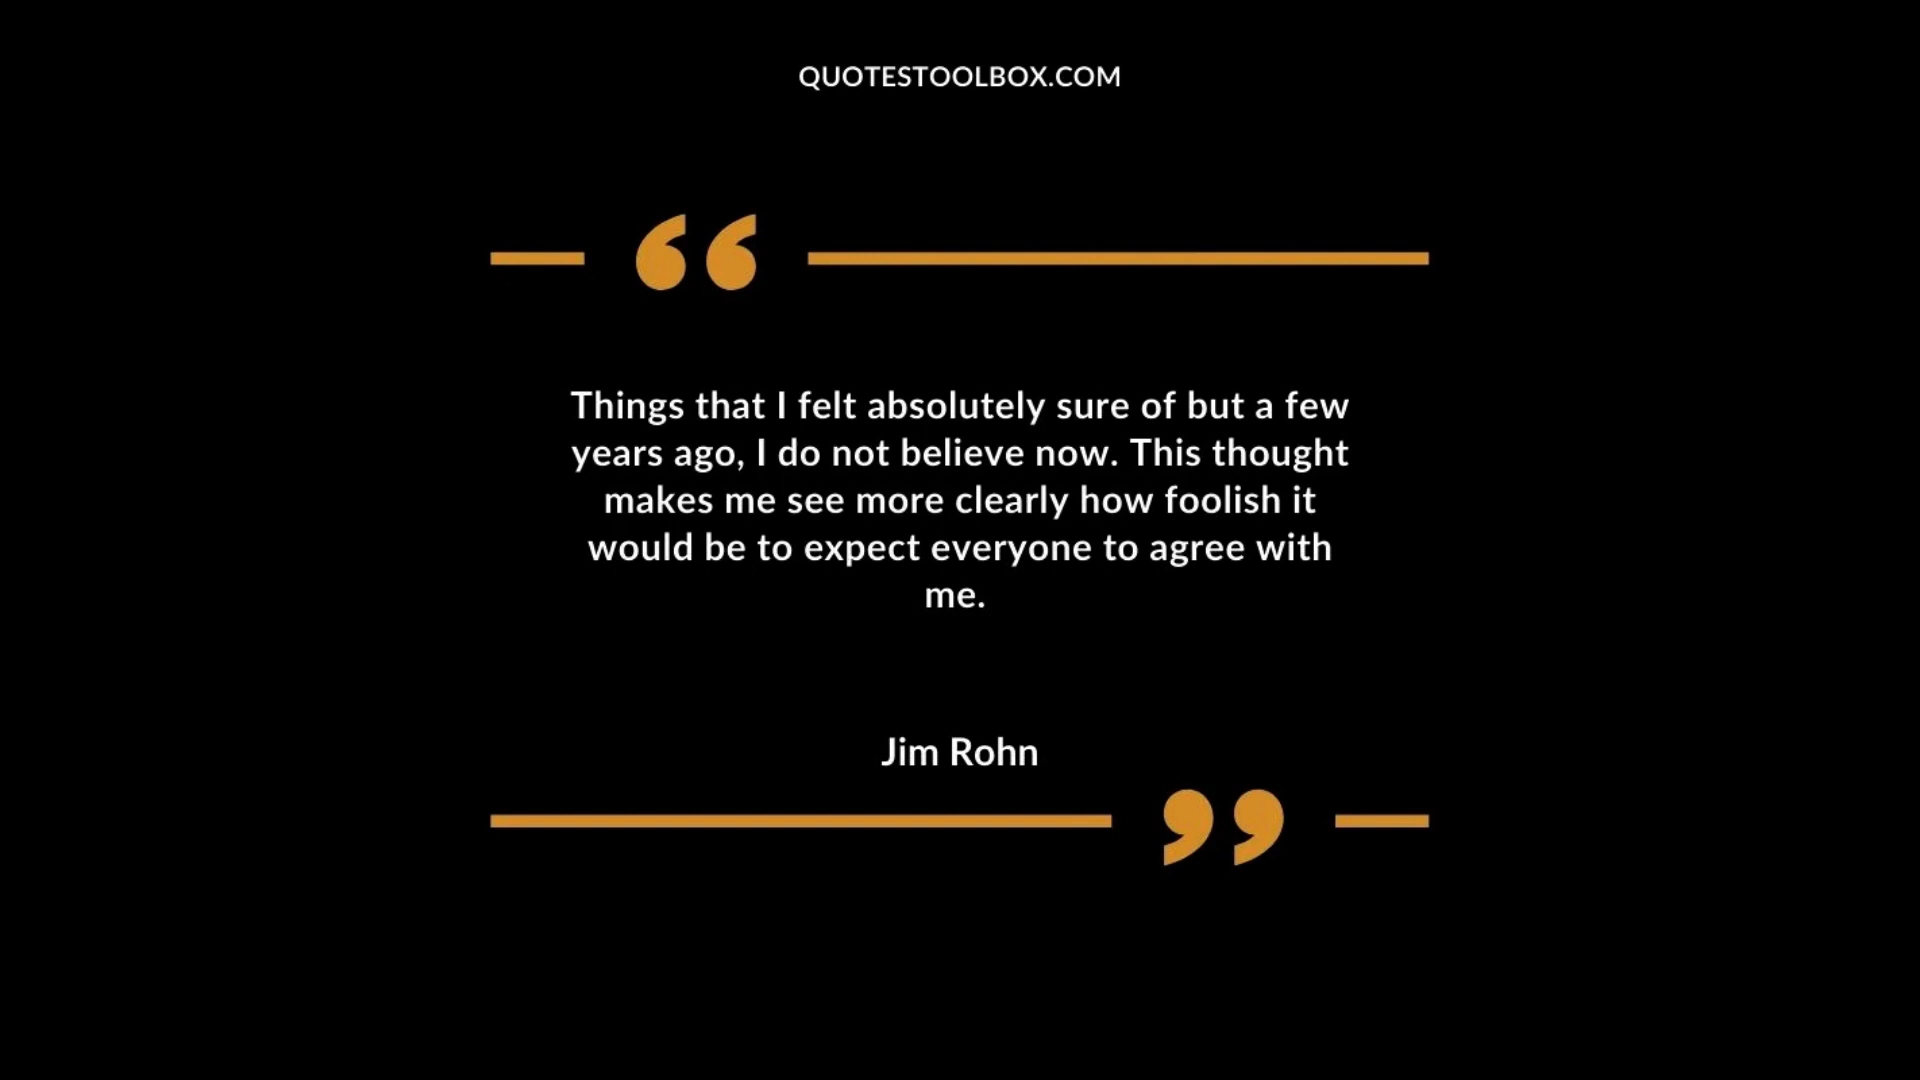 QUOTESTOOLBOX.COM
Things that I felt absolutely sure of but a few
years ago, I do not believe now. This thought
makes me see more clearly how foolish it
would be to expect everyone to agree with
me.
Jim Rohn